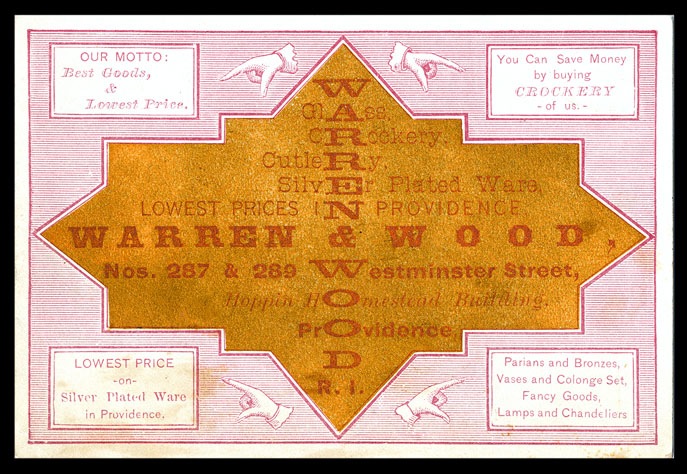 OUR MOTTO:
Best Goods,
&
Lowest Price.
You Can Save Money
by buying
CROCKERY
- of us. -
W
GlAss,
CRockery,
CutleRy,
SilvEr Plated Ware,
LOWEST PRICES IN PROVIDENCE
WARREN & WOOD,
Nos. 287 & 289 Westminster Street,
Hoppin HOmestead Building,
PrOvidence,
D
R. I.
LOWEST PRICE
-on-
Silver Plated Ware
in Providence.
Parians and Bronzes,
Vases and Colonge Set,
Fancy Goods,
Lamps and Chandeliers